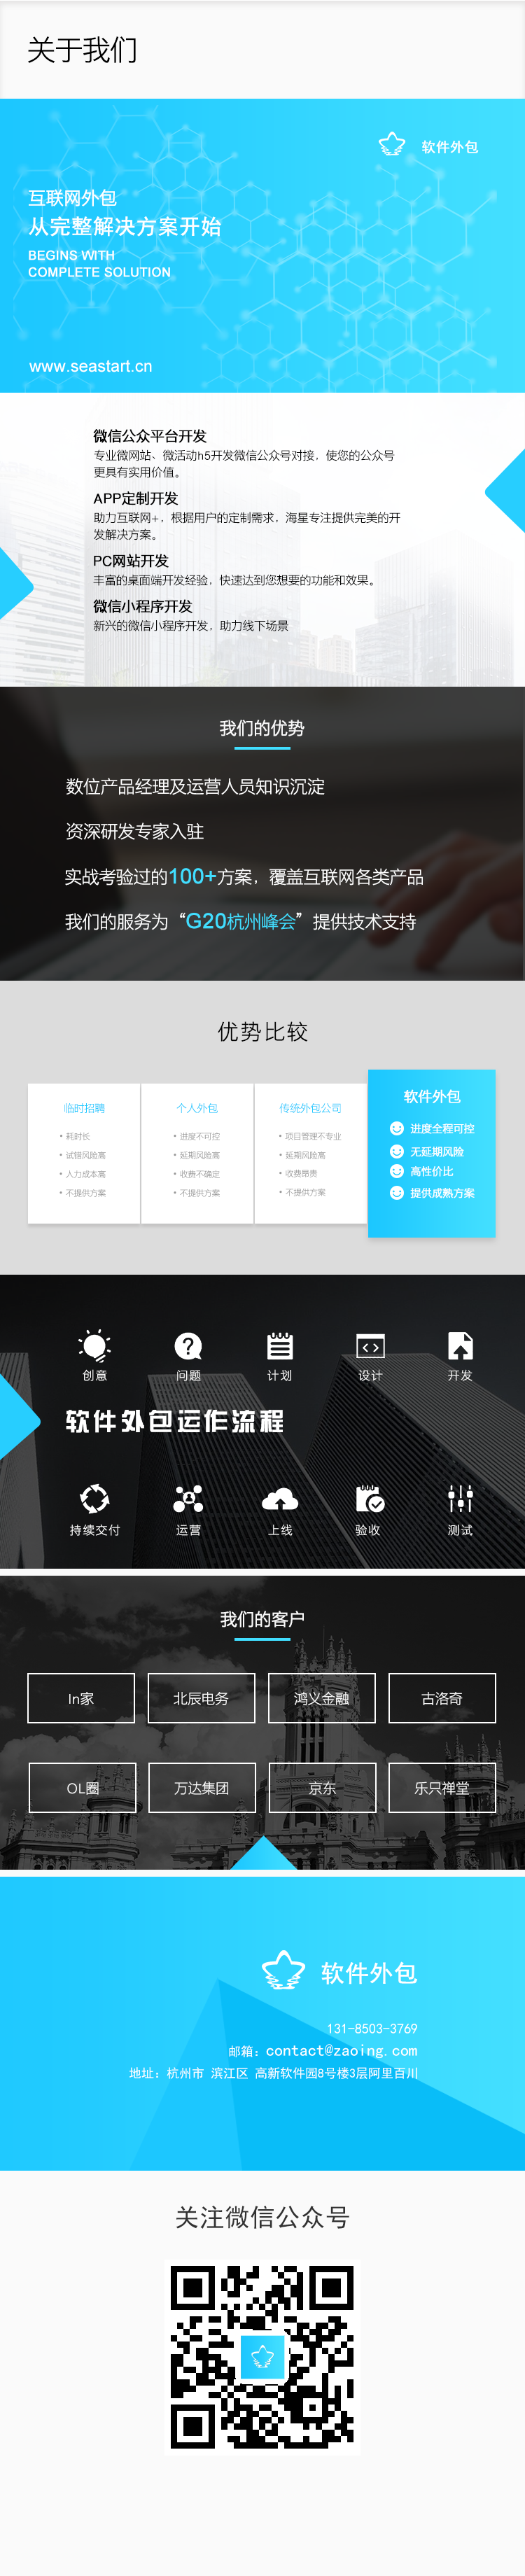 关于我们
软件外包
互联网外包
从完整解决方案开始
BEGINS WITH
COMPLETE SOLUTION
www.seastart.cn
微信公众平台开发
专业微网站、微活动h5开发微信公众号对接，使您的公众号
更具有实用价值。
APP定制开发
助力互联网+，根据用户的定制需求，海星专注提供完美的开
发解决方案。
PC网站开发
丰富的桌面端开发经验，快速达到您想要的功能和效果。
微信小程序开发
新兴的微信小程序开发，助力线下场景
我们的优势
数位产品经理及运营人员知识沉淀
资深研发专家入驻
实战考验过的100+方案，覆盖互联网各类产品
我们的服务为“G20杭州峰会”提供技术支持
优势比较
临时招聘
• 耗时长
• 试错风险高
• 人力成本高
• 不提供方案
个人外包
• 进度不可控
• 延期风险高
• 收费不确定
• 不提供方案
传统外包公司
• 项目管理不专业
• 延期风险高
• 收费昂贵
• 不提供方案
软件外包
进度全程可控
无延期风险
高性价比
提供成熟方案
创意 问题 计划 设计 开发
软件外包运作流程
持续交付 运营 上线 验收 测试
我们的客户
In家 北辰电务 鸿义金融 古洛奇
OL圈 万达集团 京东 乐只禅堂
软件外包
131-8503-3769
邮箱：contact@zaoing.com
地址：杭州市 滨江区 高新软件园8号楼3层阿里百川
关注微信公众号